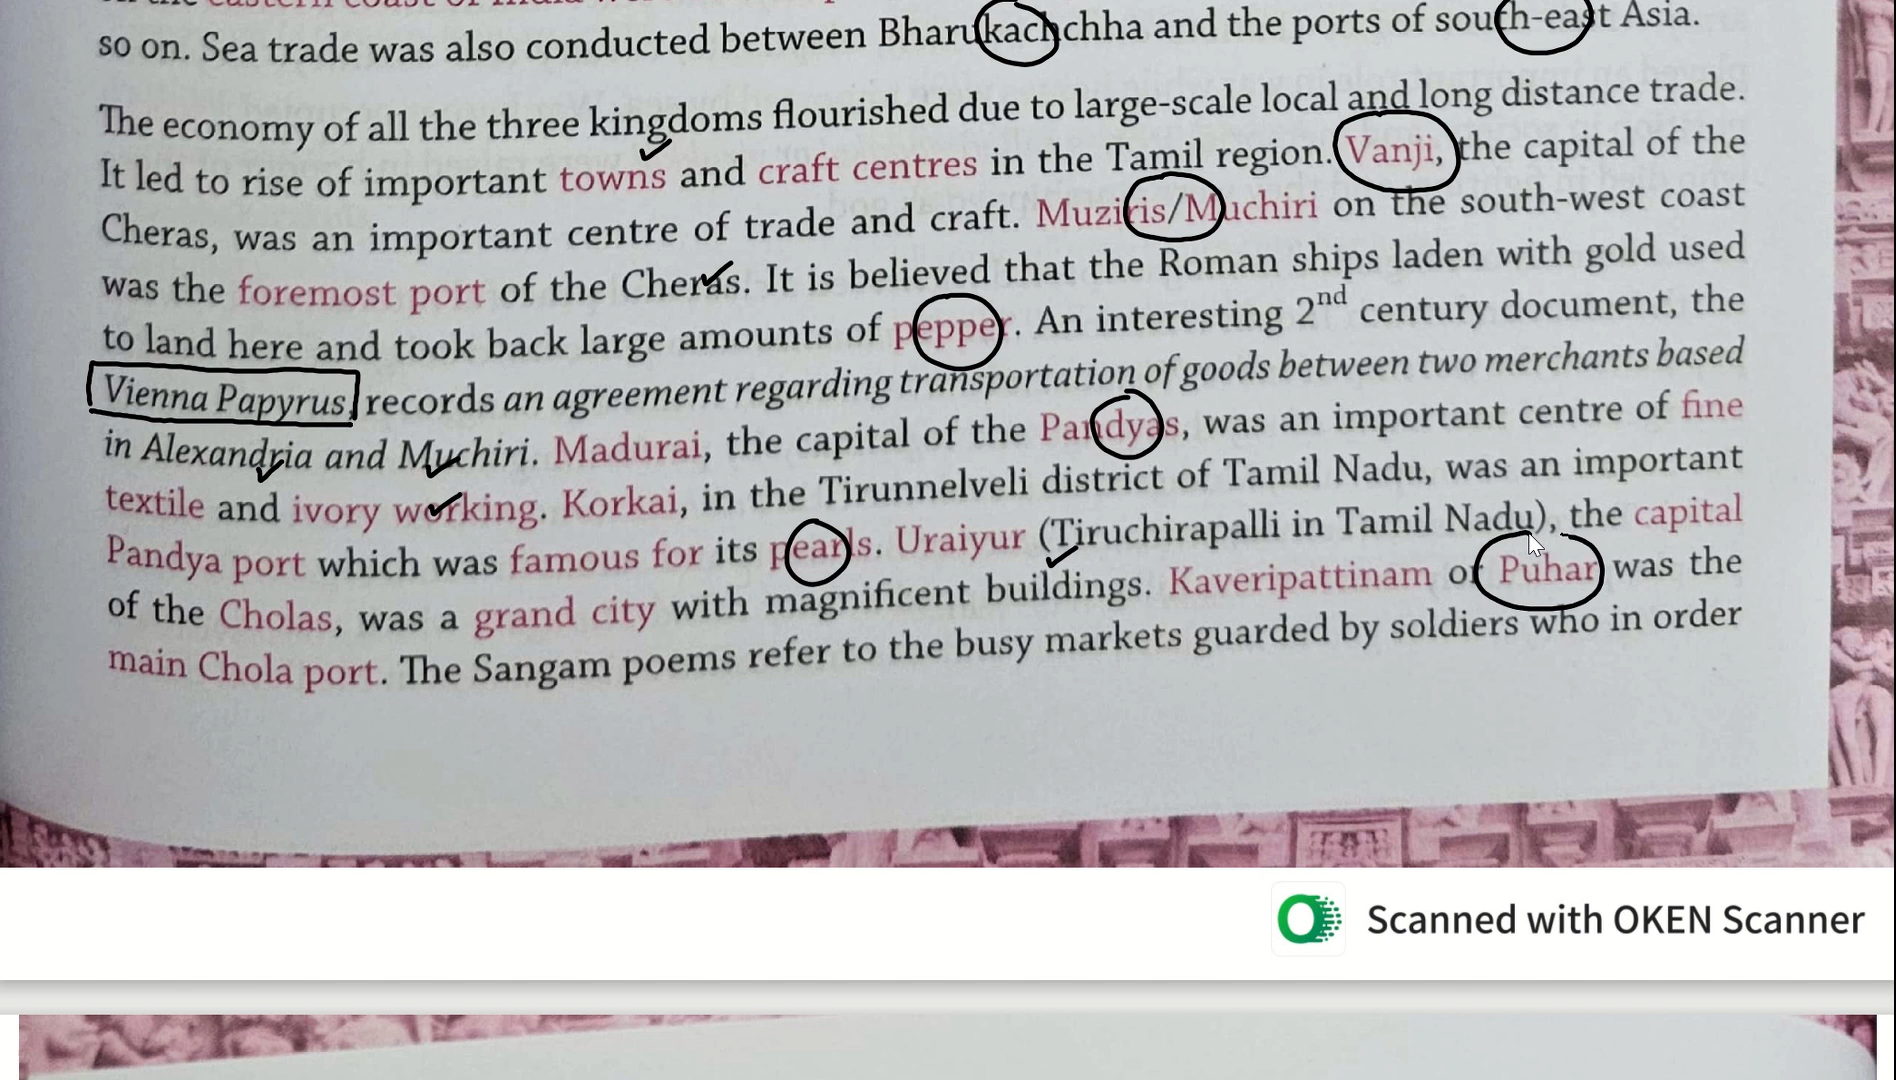 so on. Sea trade was also conducted between Bharukachchha and the ports of south-east Asia.
The economy of all the three kingdoms flourished due to large-scale local and long distance trade.
It led to rise of important towns and craft centres in the Tamil region. Vanji, the capital of the
Cheras, was an important centre of trade and craft. Muziris/Muchiri on the south-west coast
was the foremost port of the Cheras. It is believed that the Roman ships laden with gold used
to land here and took back large amounts of pepper. An interesting 2nd century document, the
Vienna Papyrus, records an agreement regarding transportation of goods between two merchants based
in Alexandria and Muchiri. Madurai, the capital of the Pandyas, was an important centre of fine
textile and ivory working. Korkai, in the Tirunnelveli district of Tamil Nadu, was an important
Pandya port which was famous for its pearls. Uraiyur (Tiruchirapalli in Tamil Nadu), the capital
of the Cholas, was a grand city with magnificent buildings. Kaveripattinam or Puhar was the
main Chola port. The Sangam poems refer to the busy markets guarded by soldiers who in order
Scanned with OKEN Scanner